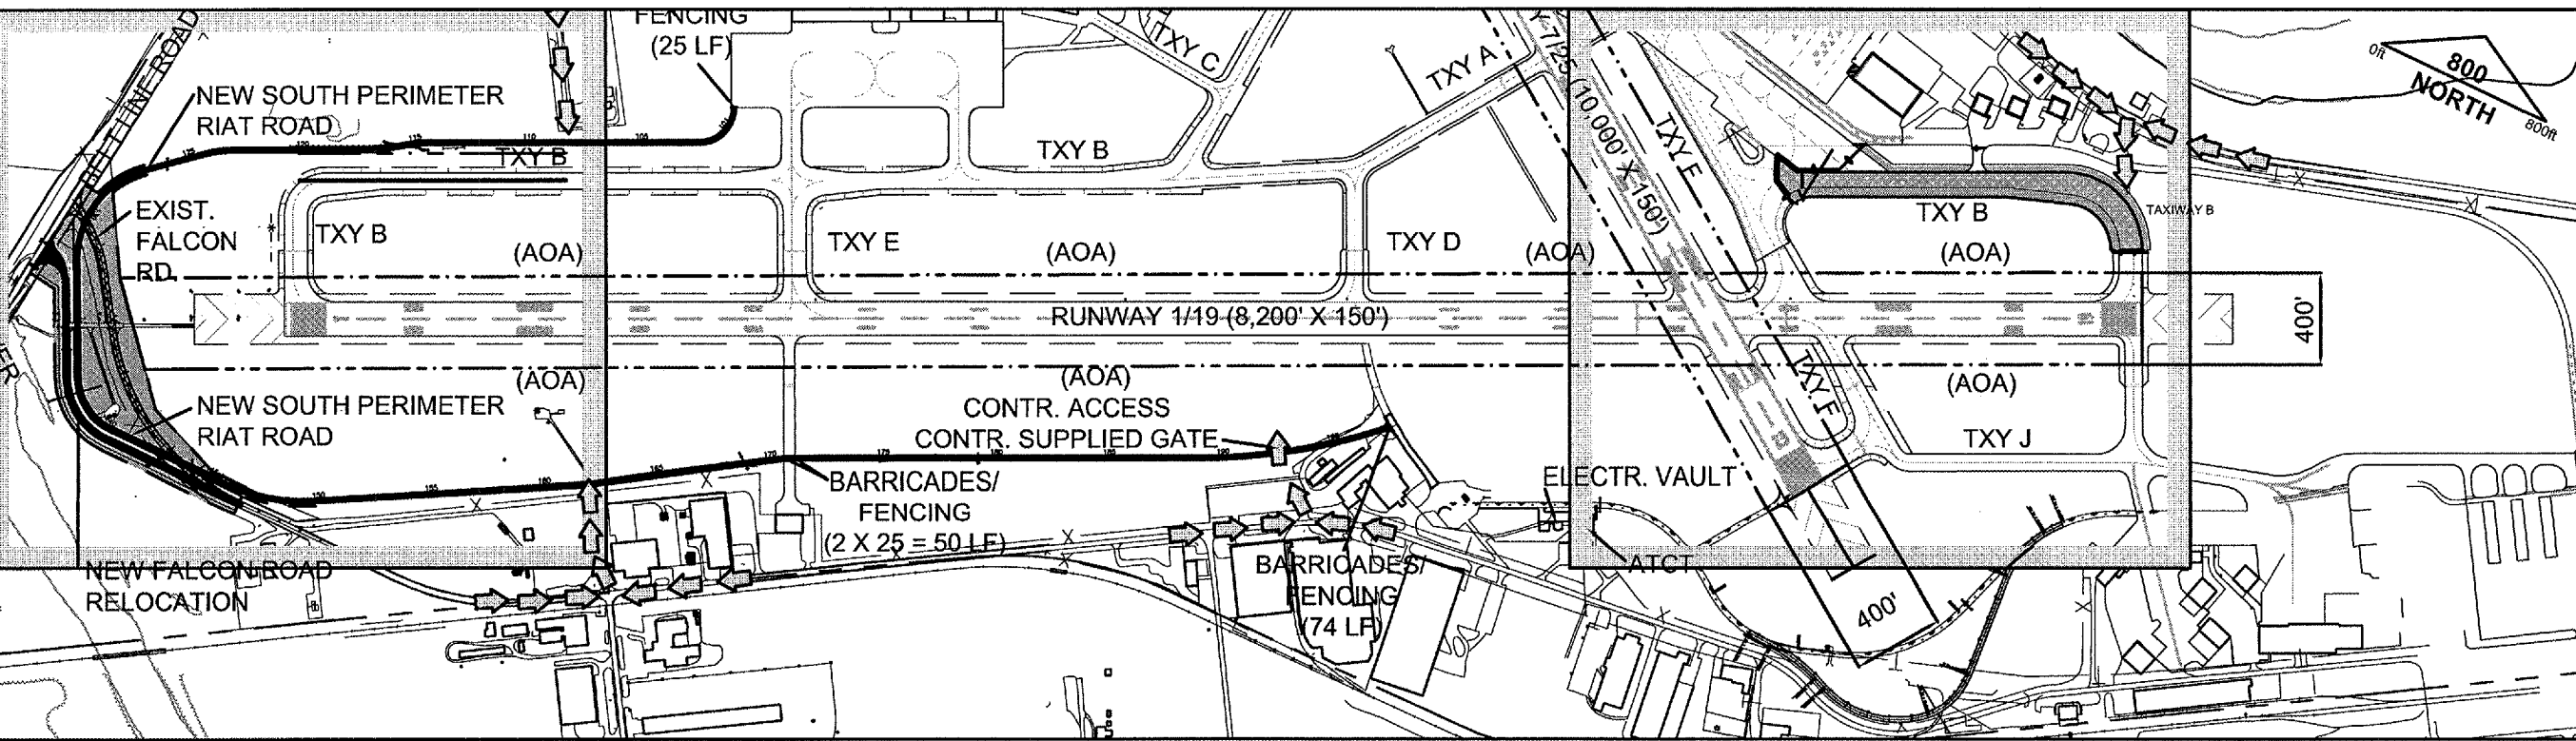 FENCING
(25 LF)
NEW SOUTH PERIMETER
RIAT ROAD
EXIST.
FALCON
RD.
TXY B
TXY B
(AOA)
(AOA)
NEW SOUTH PERIMETER
RIAT ROAD
NEW FALCON ROAD
RELOCATION
TXY C
TXY A
TXY B
TXY E
(AOA)
TXY D
(AOA)
RUNWAY 1/19 (8,200' X 150')
(AOA)
CONTR. ACCESS
CONTR. SUPPLIED GATE
BARRICADES/
FENCING
(2 X 25 = 50 LF)
BARRICADES/
FENCING
(74 LF)
(10,000' X 150')
TXY F
TXY F
TXY B
TAXIWAY B
(AOA)
(AOA)
TXY J
ELECTR. VAULT
ATCT
400'
400'
0ft
800
NORTH
800ft